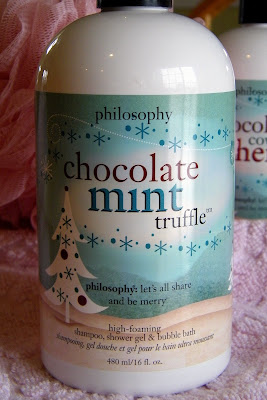 philosophy
chocolate
mint
truffle™
philosophy: let's all share
and be merry
high-foaming
shampoo, shower gel & bubble bath
shampooing, gel douche et gel pour le bain ultra moussant
480 ml/16 fl. oz.